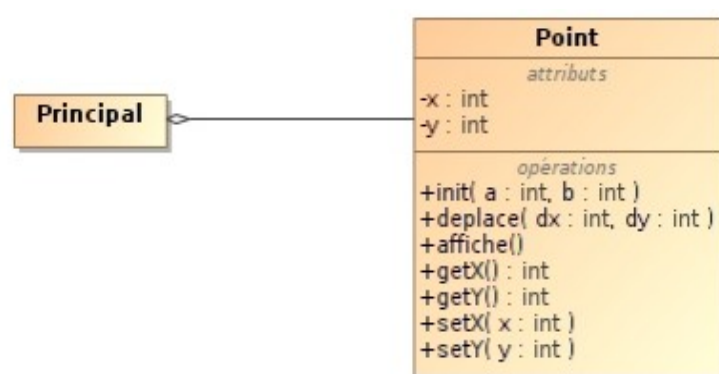 Principal
Point
attributs
-x : int
-y : int
opérations
+init( a : int, b : int )
+deplace( dx : int, dy : int )
+affiche()
+getX() : int
+getY() : int
+setX( x : int )
+setY( y : int )